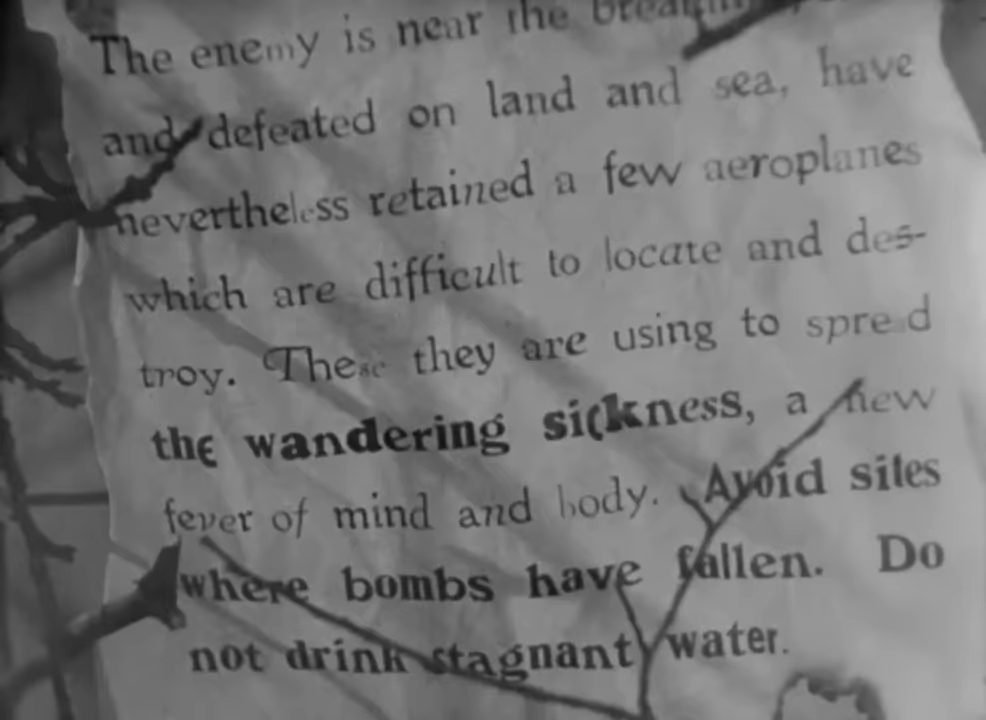 The enemy is near the
and defeated on land and sea, have
nevertheless retained a few aeroplanes
which are difficult to locate and des-
troy. These they are using to spre d
the wandering sickness, a new
fever of mind and body. Avoid sites
where bombs have fallen. Do
not drink stagnant water.